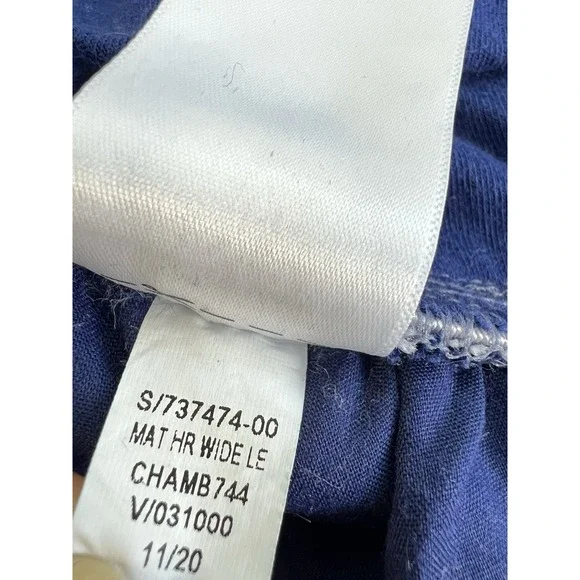 S/737474-00
MAT HR WIDE LE
CHAMB744
V/031000
11/20